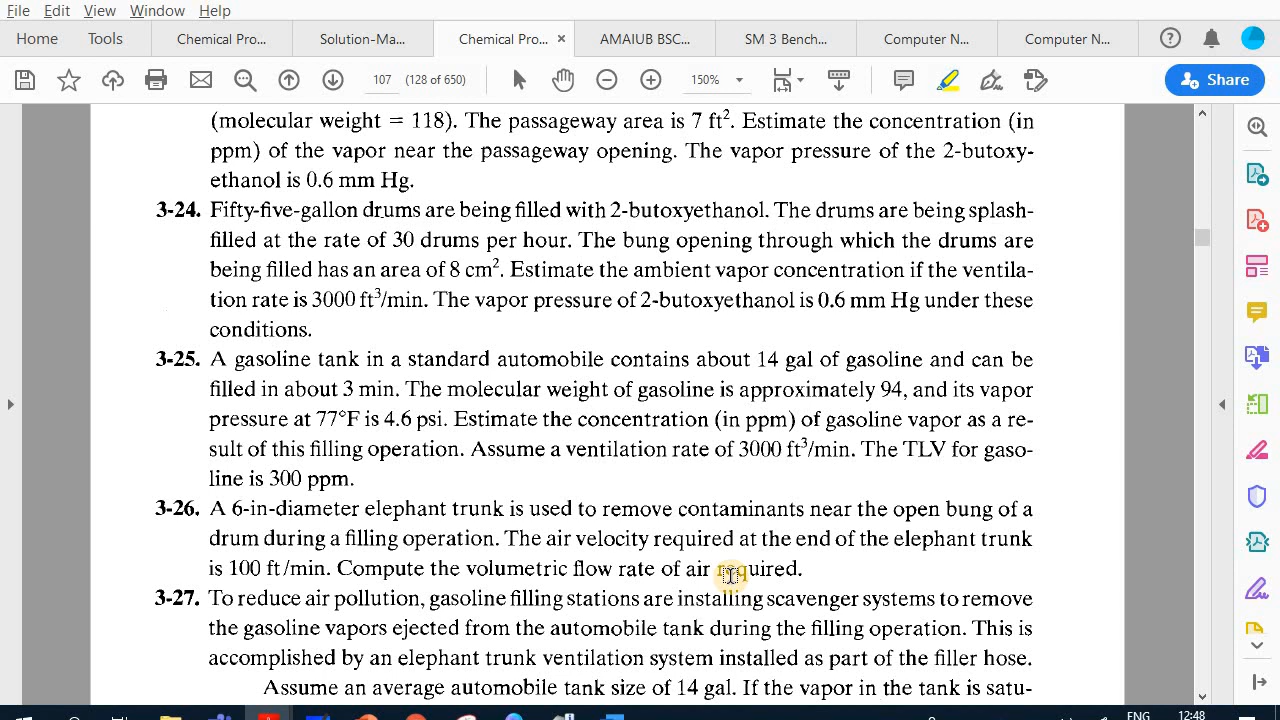 File Edit View Window Help
Home Tools Chemical Pro... Solution-Ma... Chemical Pro... × AMAIUB BSC... SM 3 Bench... Computer N... Computer N...
107 (128 of 650) 150% Share
(molecular weight = 118). The passageway area is 7 ft². Estimate the concentration (in
ppm) of the vapor near the passageway opening. The vapor pressure of the 2-butoxy-
ethanol is 0.6 mm Hg.
3-24. Fifty-five-gallon drums are being filled with 2-butoxyethanol. The drums are being splash-
filled at the rate of 30 drums per hour. The bung opening through which the drums are
being filled has an area of 8 cm². Estimate the ambient vapor concentration if the ventila-
tion rate is 3000 ft³/min. The vapor pressure of 2-butoxyethanol is 0.6 mm Hg under these
conditions.
3-25. A gasoline tank in a standard automobile contains about 14 gal of gasoline and can be
filled in about 3 min. The molecular weight of gasoline is approximately 94, and its vapor
pressure at 77°F is 4.6 psi. Estimate the concentration (in ppm) of gasoline vapor as a re-
sult of this filling operation. Assume a ventilation rate of 3000 ft³/min. The TLV for gaso-
line is 300 ppm.
3-26. A 6-in-diameter elephant trunk is used to remove contaminants near the open bung of a
drum during a filling operation. The air velocity required at the end of the elephant trunk
is 100 ft/min. Compute the volumetric flow rate of air required.
3-27. To reduce air pollution, gasoline filling stations are installing scavenger systems to remove
the gasoline vapors ejected from the automobile tank during the filling operation. This is
accomplished by an elephant trunk ventilation system installed as part of the filler hose.
Assume an average automobile tank size of 14 gal. If the vapor in the tank is satu-
ENG 12:48